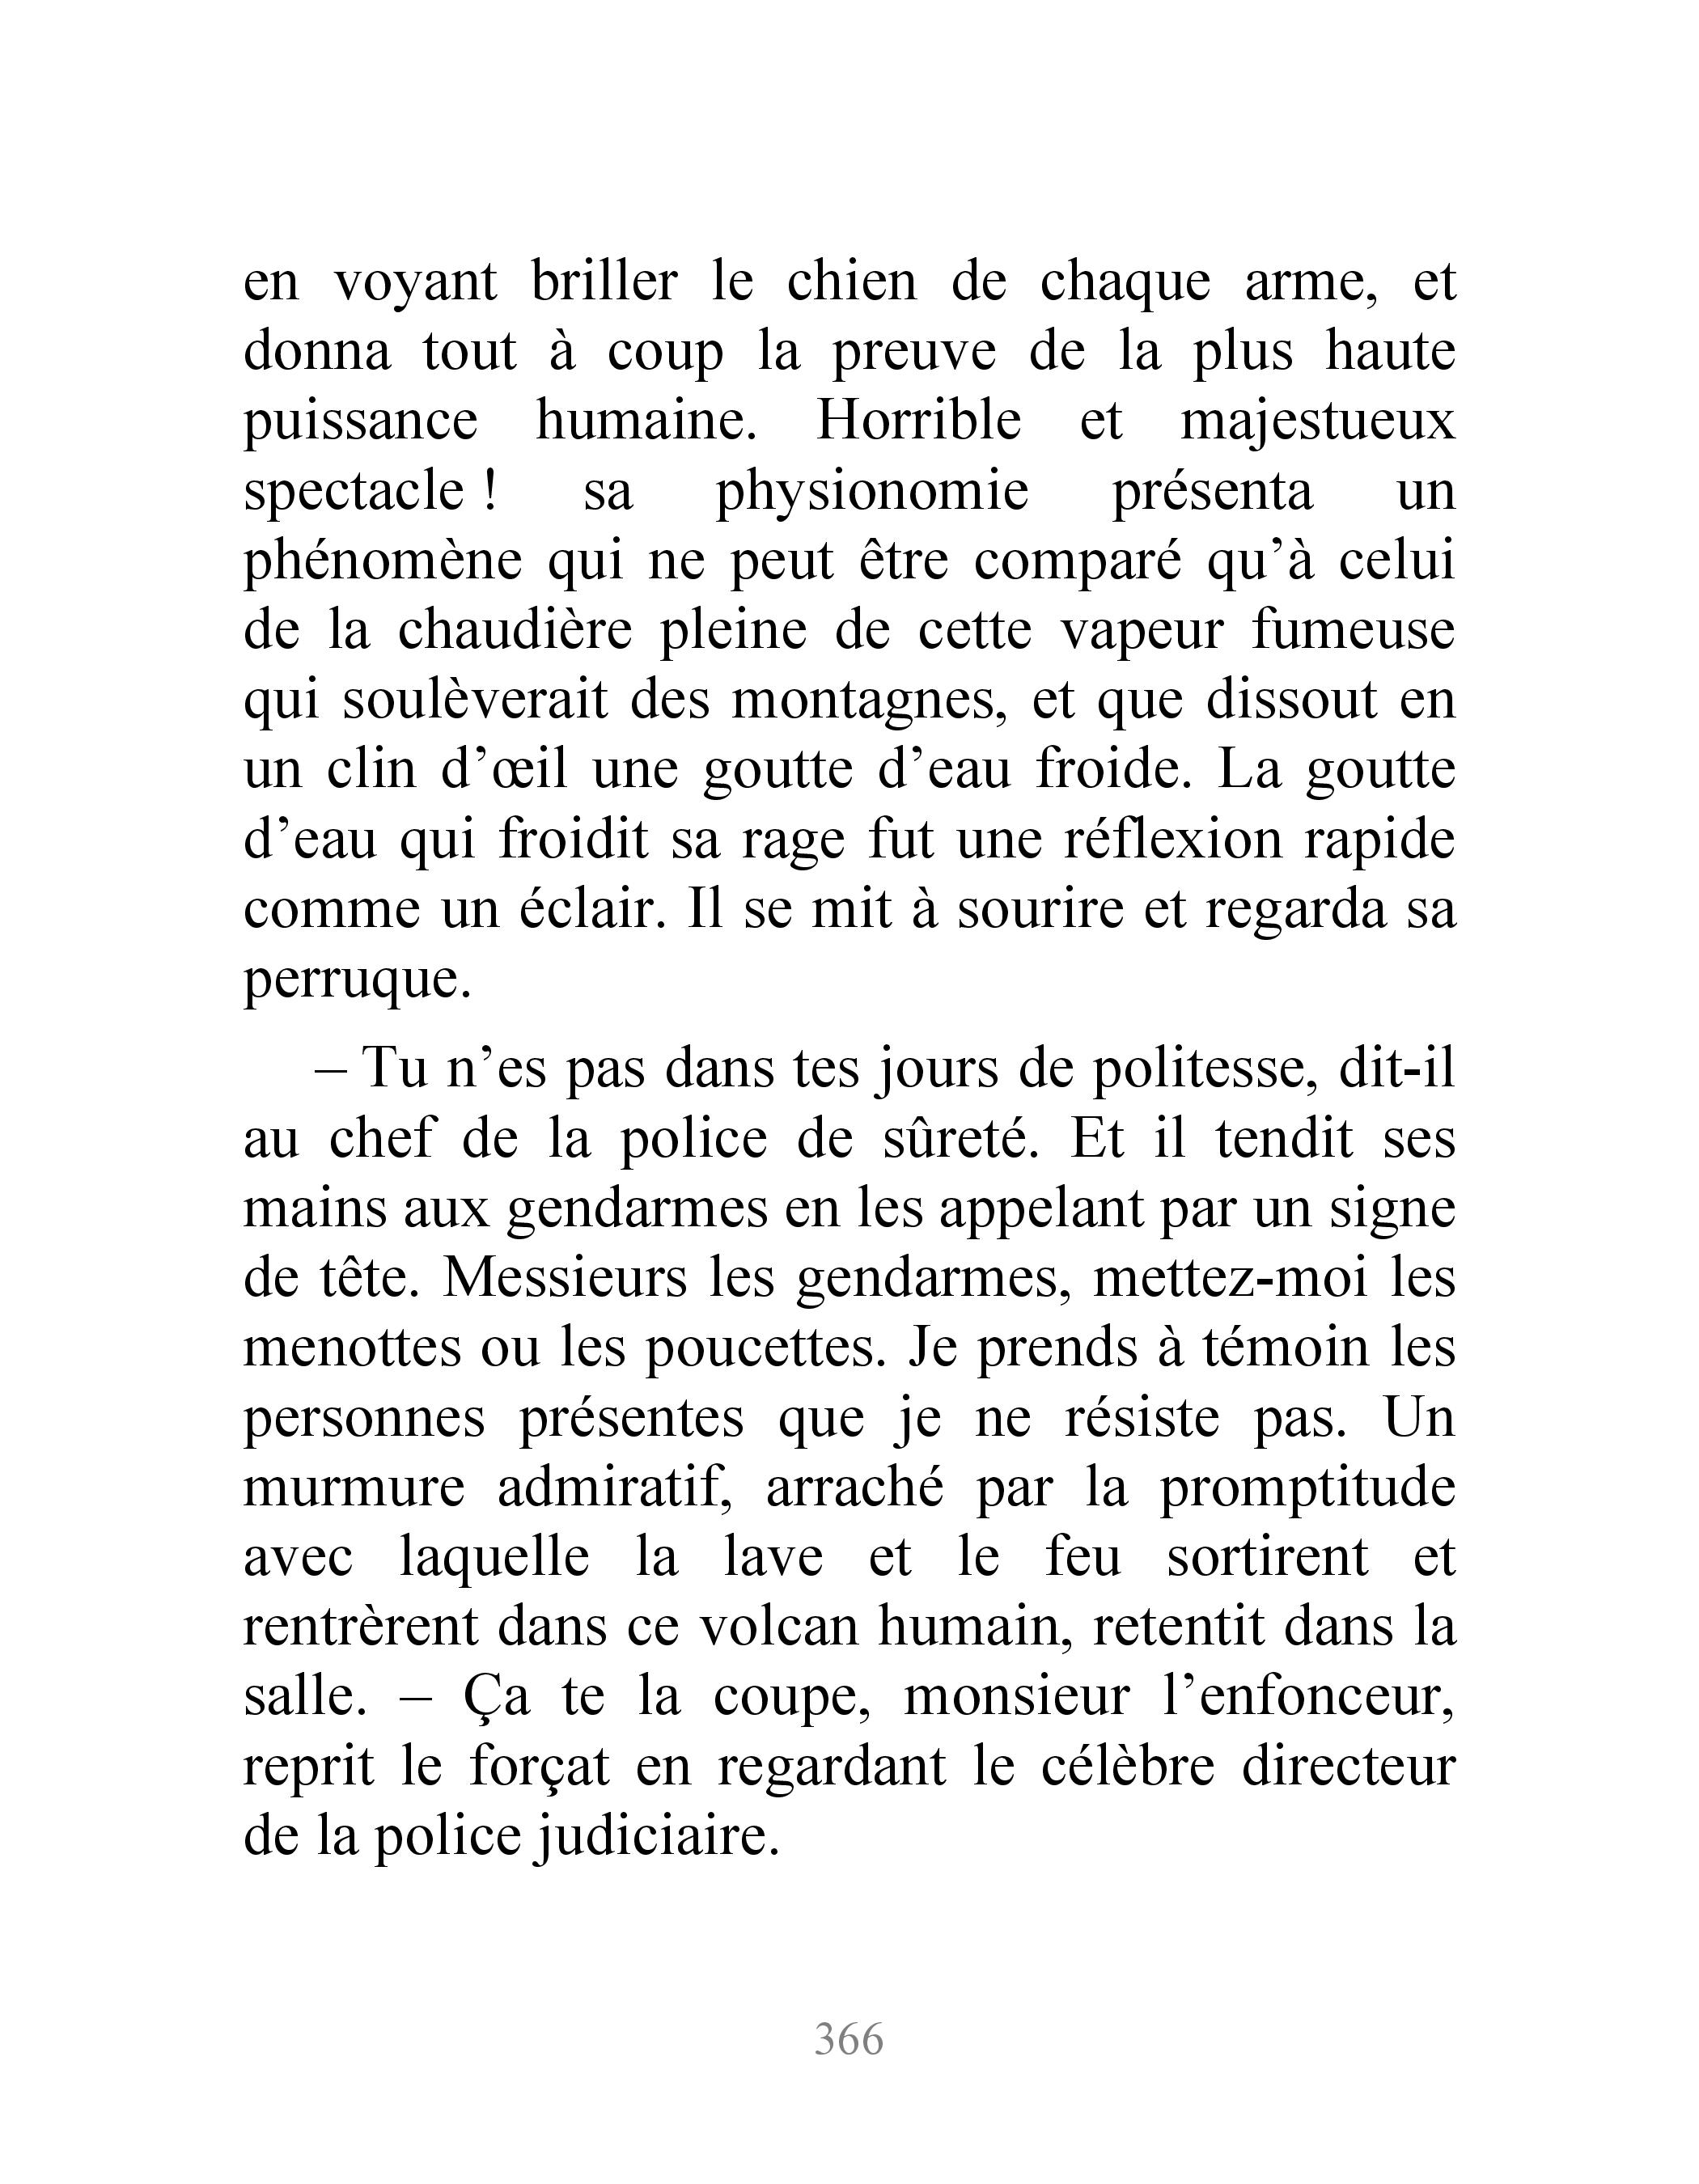 en voyant briller le chien de chaque arme, et
donna tout à coup la preuve de la plus haute
puissance humaine. Horrible et majestueux
spectacle ! sa physionomie présenta un
phénomène qui ne peut être comparé qu’à celui
de la chaudière pleine de cette vapeur fumeuse
qui soulèverait des montagnes, et que dissout en
un clin d’œil une goutte d’eau froide. La goutte
d’eau qui froidit sa rage fut une réflexion rapide
comme un éclair. Il se mit à sourire et regarda sa
perruque.
– Tu n’es pas dans tes jours de politesse, dit-il
au chef de la police de sûreté. Et il tendit ses
mains aux gendarmes en les appelant par un signe
de tête. Messieurs les gendarmes, mettez-moi les
menottes ou les poucettes. Je prends à témoin les
personnes présentes que je ne résiste pas. Un
murmure admiratif, arraché par la promptitude
avec laquelle la lave et le feu sortirent et
rentrèrent dans ce volcan humain, retentit dans la
salle. – Ça te la coupe, monsieur l’enfonceur,
reprit le forçat en regardant le célèbre directeur
de la police judiciaire.
366